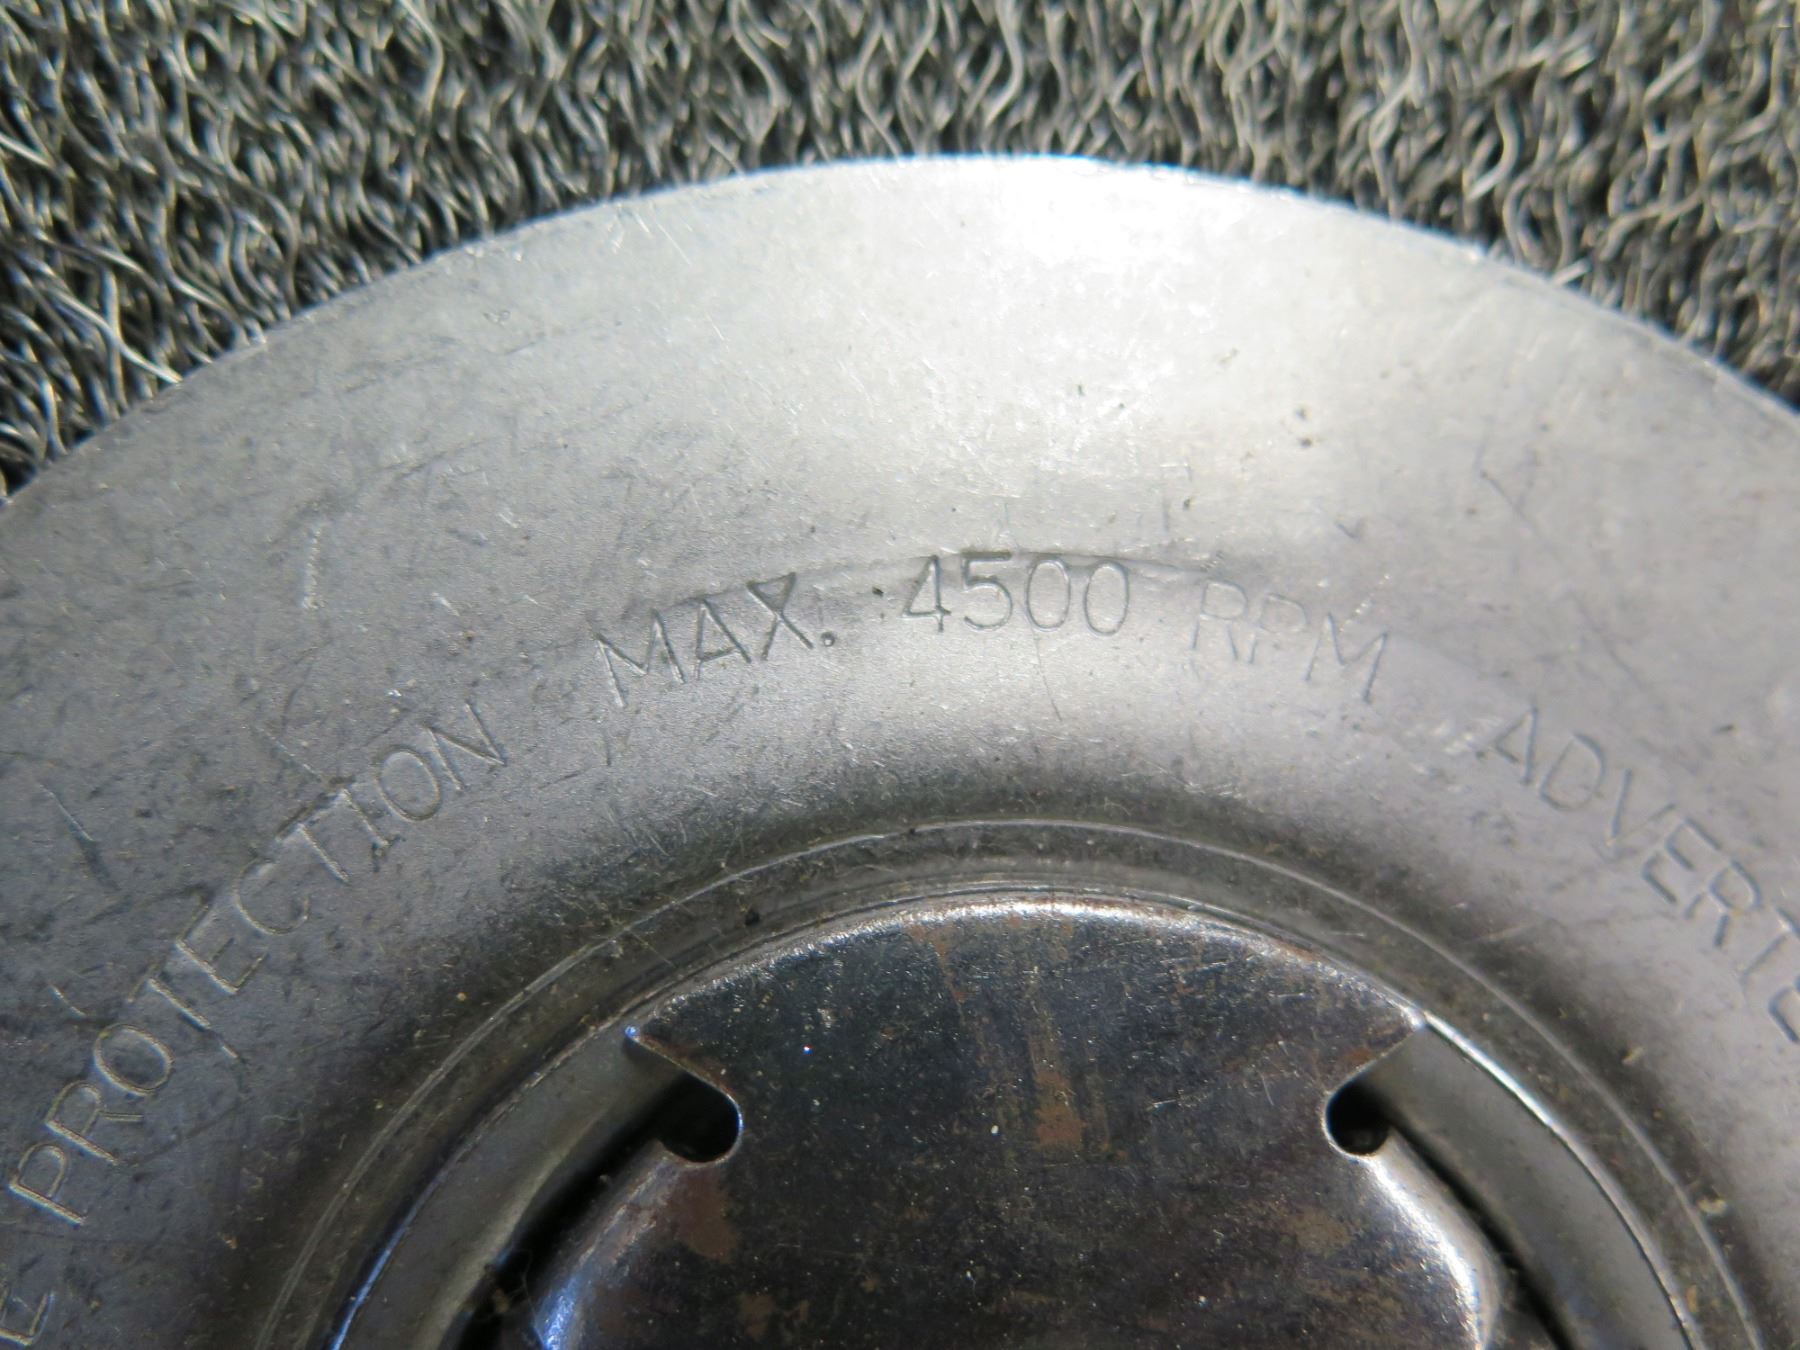 PROTECTION MAX. 4500 RPM